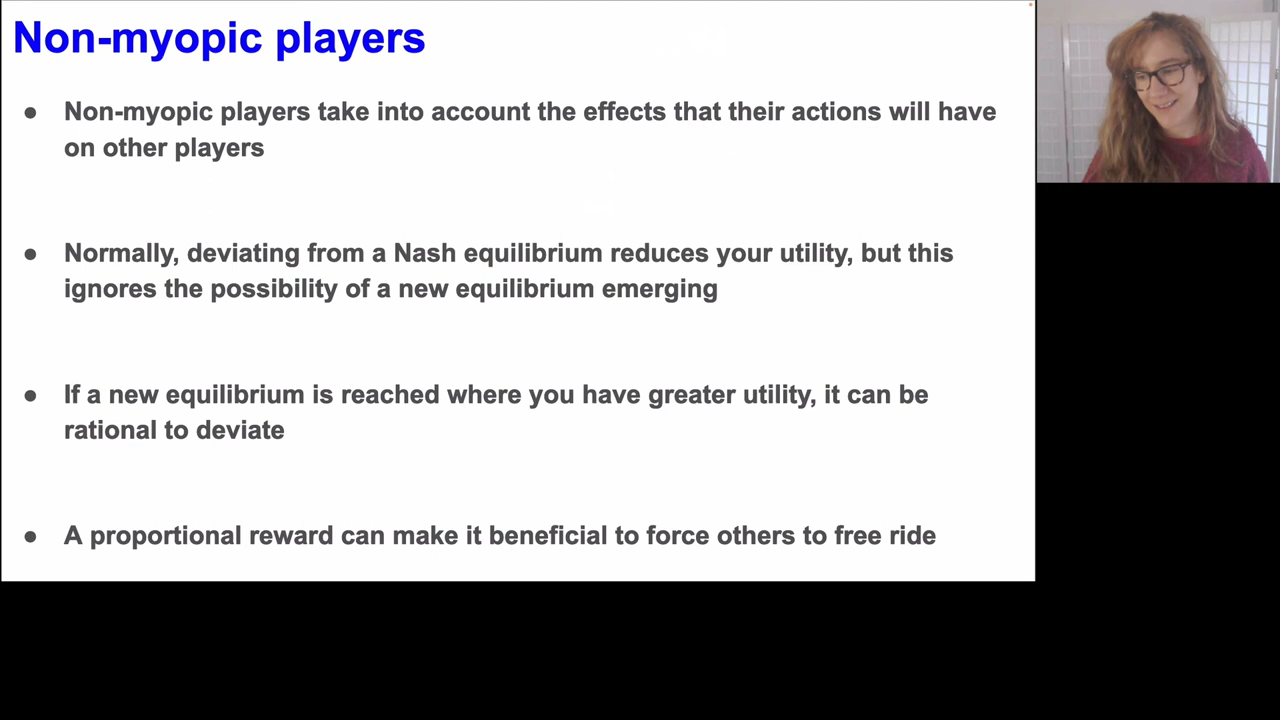 Non-myopic players
● Non-myopic players take into account the effects that their actions will have
on other players
● Normally, deviating from a Nash equilibrium reduces your utility, but this
ignores the possibility of a new equilibrium emerging
● If a new equilibrium is reached where you have greater utility, it can be
rational to deviate
● A proportional reward can make it beneficial to force others to free ride